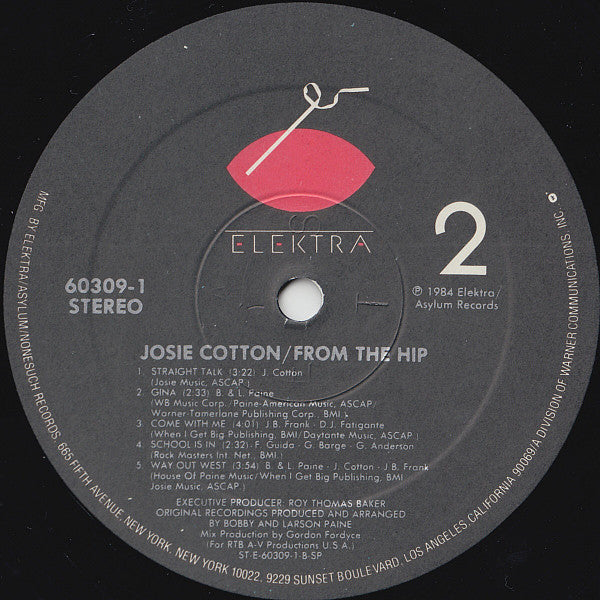 ELEKTRA
2
60309-1
STEREO
℗ 1984 Elektra/
Asylum Records
JOSIE COTTON/FROM THE HIP
1. STRAIGHT TALK (3:22) J. Cotton
(Josie Music, ASCAP)
2. GINA (2:33) B. & L. Paine
(WB Music Corp./Paine-American Music, ASCAP/
Warner-Tamerlane Publishing Corp., BMI)
3. COME WITH ME (4:01) J.B. Frank - D.J. Fatigante
(When I Get Big Publishing, BMI/Daytante Music, ASCAP)
4. SCHOOL IS IN (2:32) F. Guida - G. Barge - G. Anderson
(Rock Masters Int. Net., BMI)
5. WAY OUT WEST (3:54) B. & L. Paine - J. Cotton - J.B. Frank
(House Of Paine Music/When I Get Big Publishing, BMI/
Josie Music, ASCAP)
EXECUTIVE PRODUCER: ROY THOMAS BAKER
ORIGINAL RECORDINGS PRODUCED AND ARRANGED
BY BOBBY AND LARSON PAINE
Mix Production by Gordon Fordyce
(For RTB A-V Productions U.S.A.)
ST-E-60309-1-B-SP
MFG. BY ELEKTRA/ASYLUM/NONESUCH RECORDS, 665 FIFTH AVENUE, NEW YORK, NEW YORK 10022, 9229 SUNSET BOULEVARD, LOS ANGELES, CALIFORNIA 90069/A DIVISION OF WARNER COMMUNICATIONS, INC.